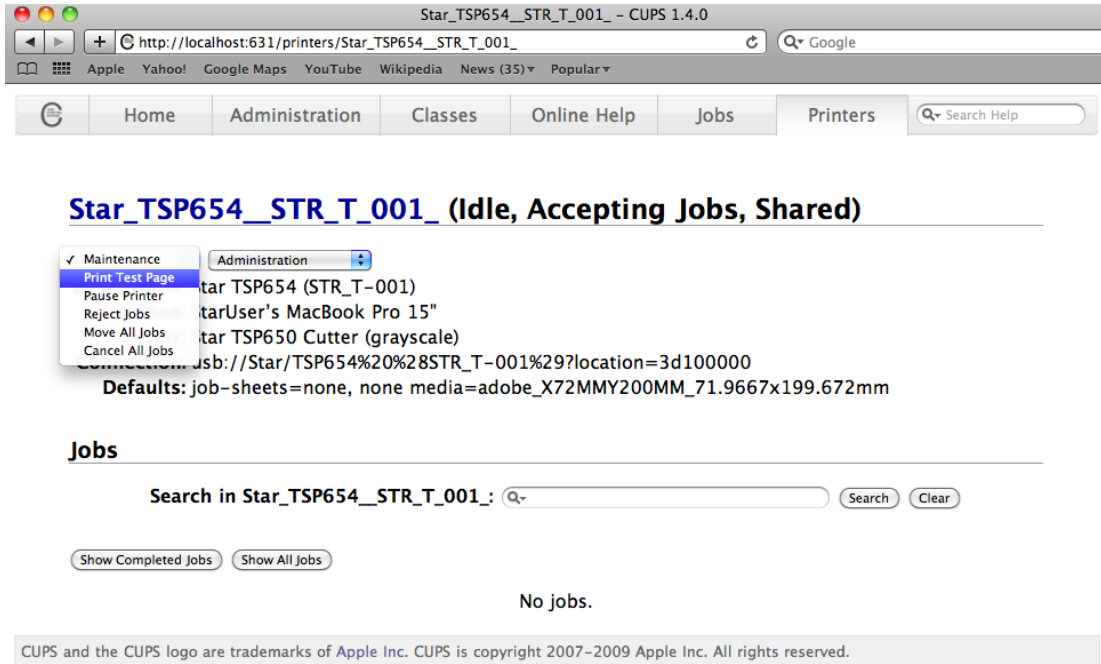 Star_TSP654__STR_T_001_ – CUPS 1.4.0
http://localhost:631/printers/Star_TSP654__STR_T_001_ Google
Apple Yahoo! Google Maps YouTube Wikipedia News (35) Popular
Home Administration Classes Online Help Jobs Printers Search Help
Star_TSP654__STR_T_001_ (Idle, Accepting Jobs, Shared)
✓ Maintenance Administration
Print Test Page tar TSP654 (STR_T-001)
Pause Printer
Reject Jobs tarUser's MacBook Pro 15"
Move All Jobs tar TSP650 Cutter (grayscale)
Cancel All Jobs
Connection: usb://Star/TSP654%20%28STR_T-001%29?location=3d100000
Defaults: job-sheets=none, none media=adobe_X72MMY200MM_71.9667x199.672mm
Jobs
Search in Star_TSP654__STR_T_001_: Search Clear
Show Completed Jobs Show All Jobs
No jobs.
CUPS and the CUPS logo are trademarks of Apple Inc. CUPS is copyright 2007-2009 Apple Inc. All rights reserved.